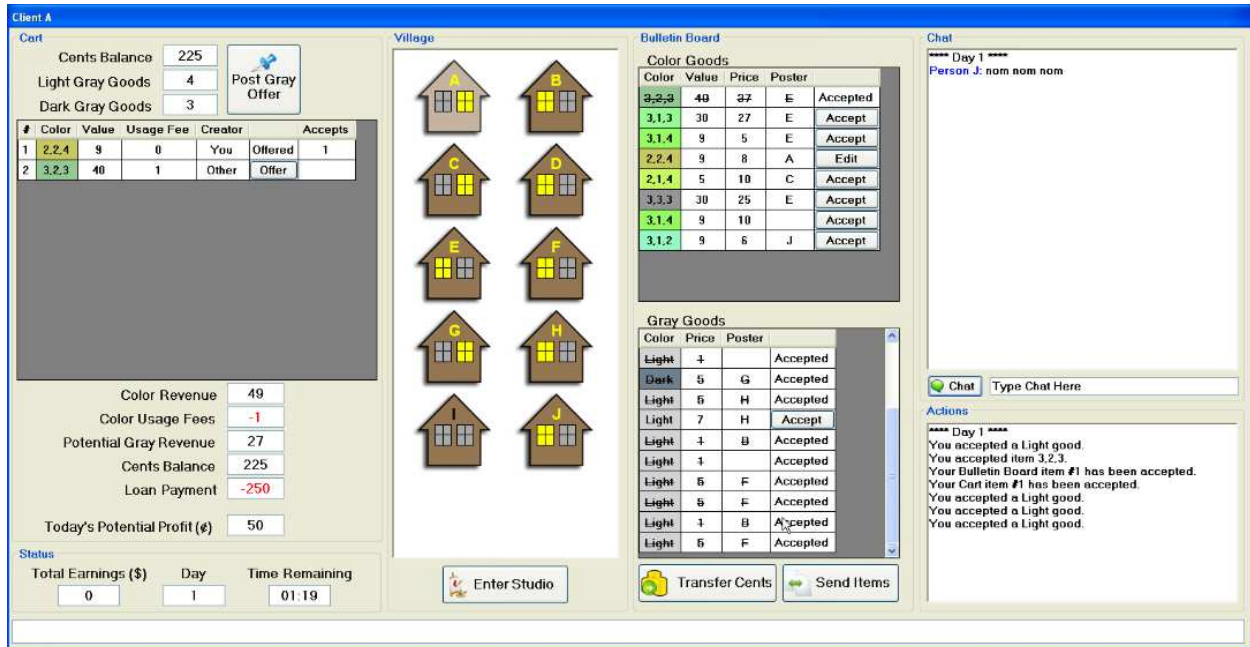 Client A
Cart
Cents Balance 225
Light Gray Goods 4
Dark Gray Goods 3
Post Gray Offer
# Color Value Usage Fee Creator Accepts
1 2,2,4 9 0 You Offered 1
2 3,2,3 40 1 Other Offer
Color Revenue 49
Color Usage Fees -1
Potential Gray Revenue 27
Cents Balance 225
Loan Payment -250
Today's Potential Profit (¢) 50
Status
Total Earnings ($) Day Time Remaining
0 1 01:19
Village
A B
C D
E F
G H
I J
Enter Studio
Bulletin Board
Color Goods
Color Value Price Poster
3,2,3 40 37 E Accepted
3,1,3 30 27 E Accept
3,1,4 9 5 E Accept
2,2,4 9 8 A Edit
2,1,4 5 10 C Accept
3,3,3 30 25 E Accept
3,1,4 9 10 Accept
3,1,2 9 6 J Accept
Gray Goods
Color Price Poster
Light 1 Accepted
Dark 5 G Accepted
Light 5 H Accepted
Light 7 H Accept
Light 1 B Accepted
Light 1 Accepted
Light 5 F Accepted
Light 5 F Accepted
Light 1 B Accepted
Light 5 F Accepted
Transfer Cents Send Items
Chat
**** Day 1 ****
Person J: nom nom nom
Chat Type Chat Here
Actions
**** Day 1 ****
You accepted a Light good.
You accepted item 3,2,3.
Your Bulletin Board item #1 has been accepted.
Your Cart item #1 has been accepted.
You accepted a Light good.
You accepted a Light good.
You accepted a Light good.